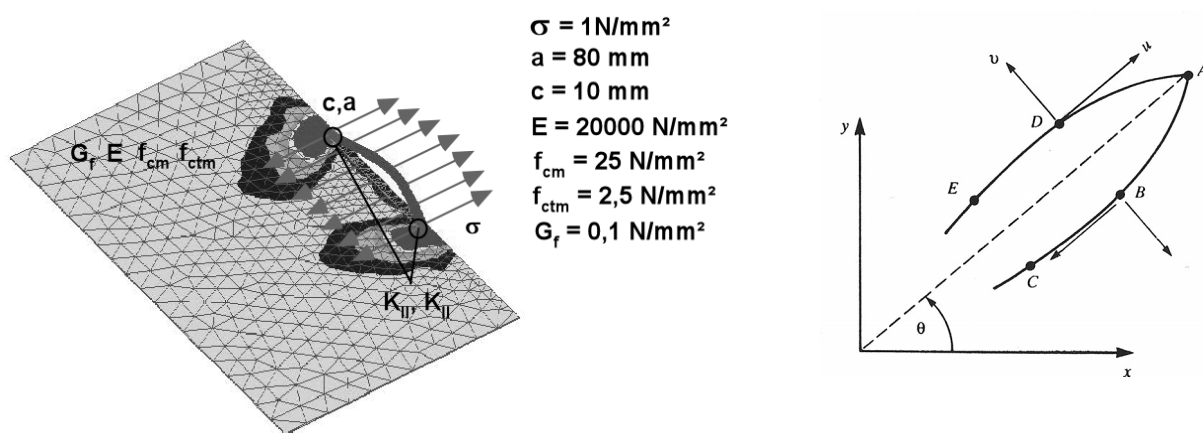 σ = 1N/mm²
a = 80 mm
c = 10 mm
E = 20000 N/mm²
f_cm = 25 N/mm²
f_ctm = 2,5 N/mm²
G_f = 0,1 N/mm²
c,a
G_f E f_cm f_ctm
σ
K_II, K_II
υ
u
A
D
y
E
B
C
θ
x